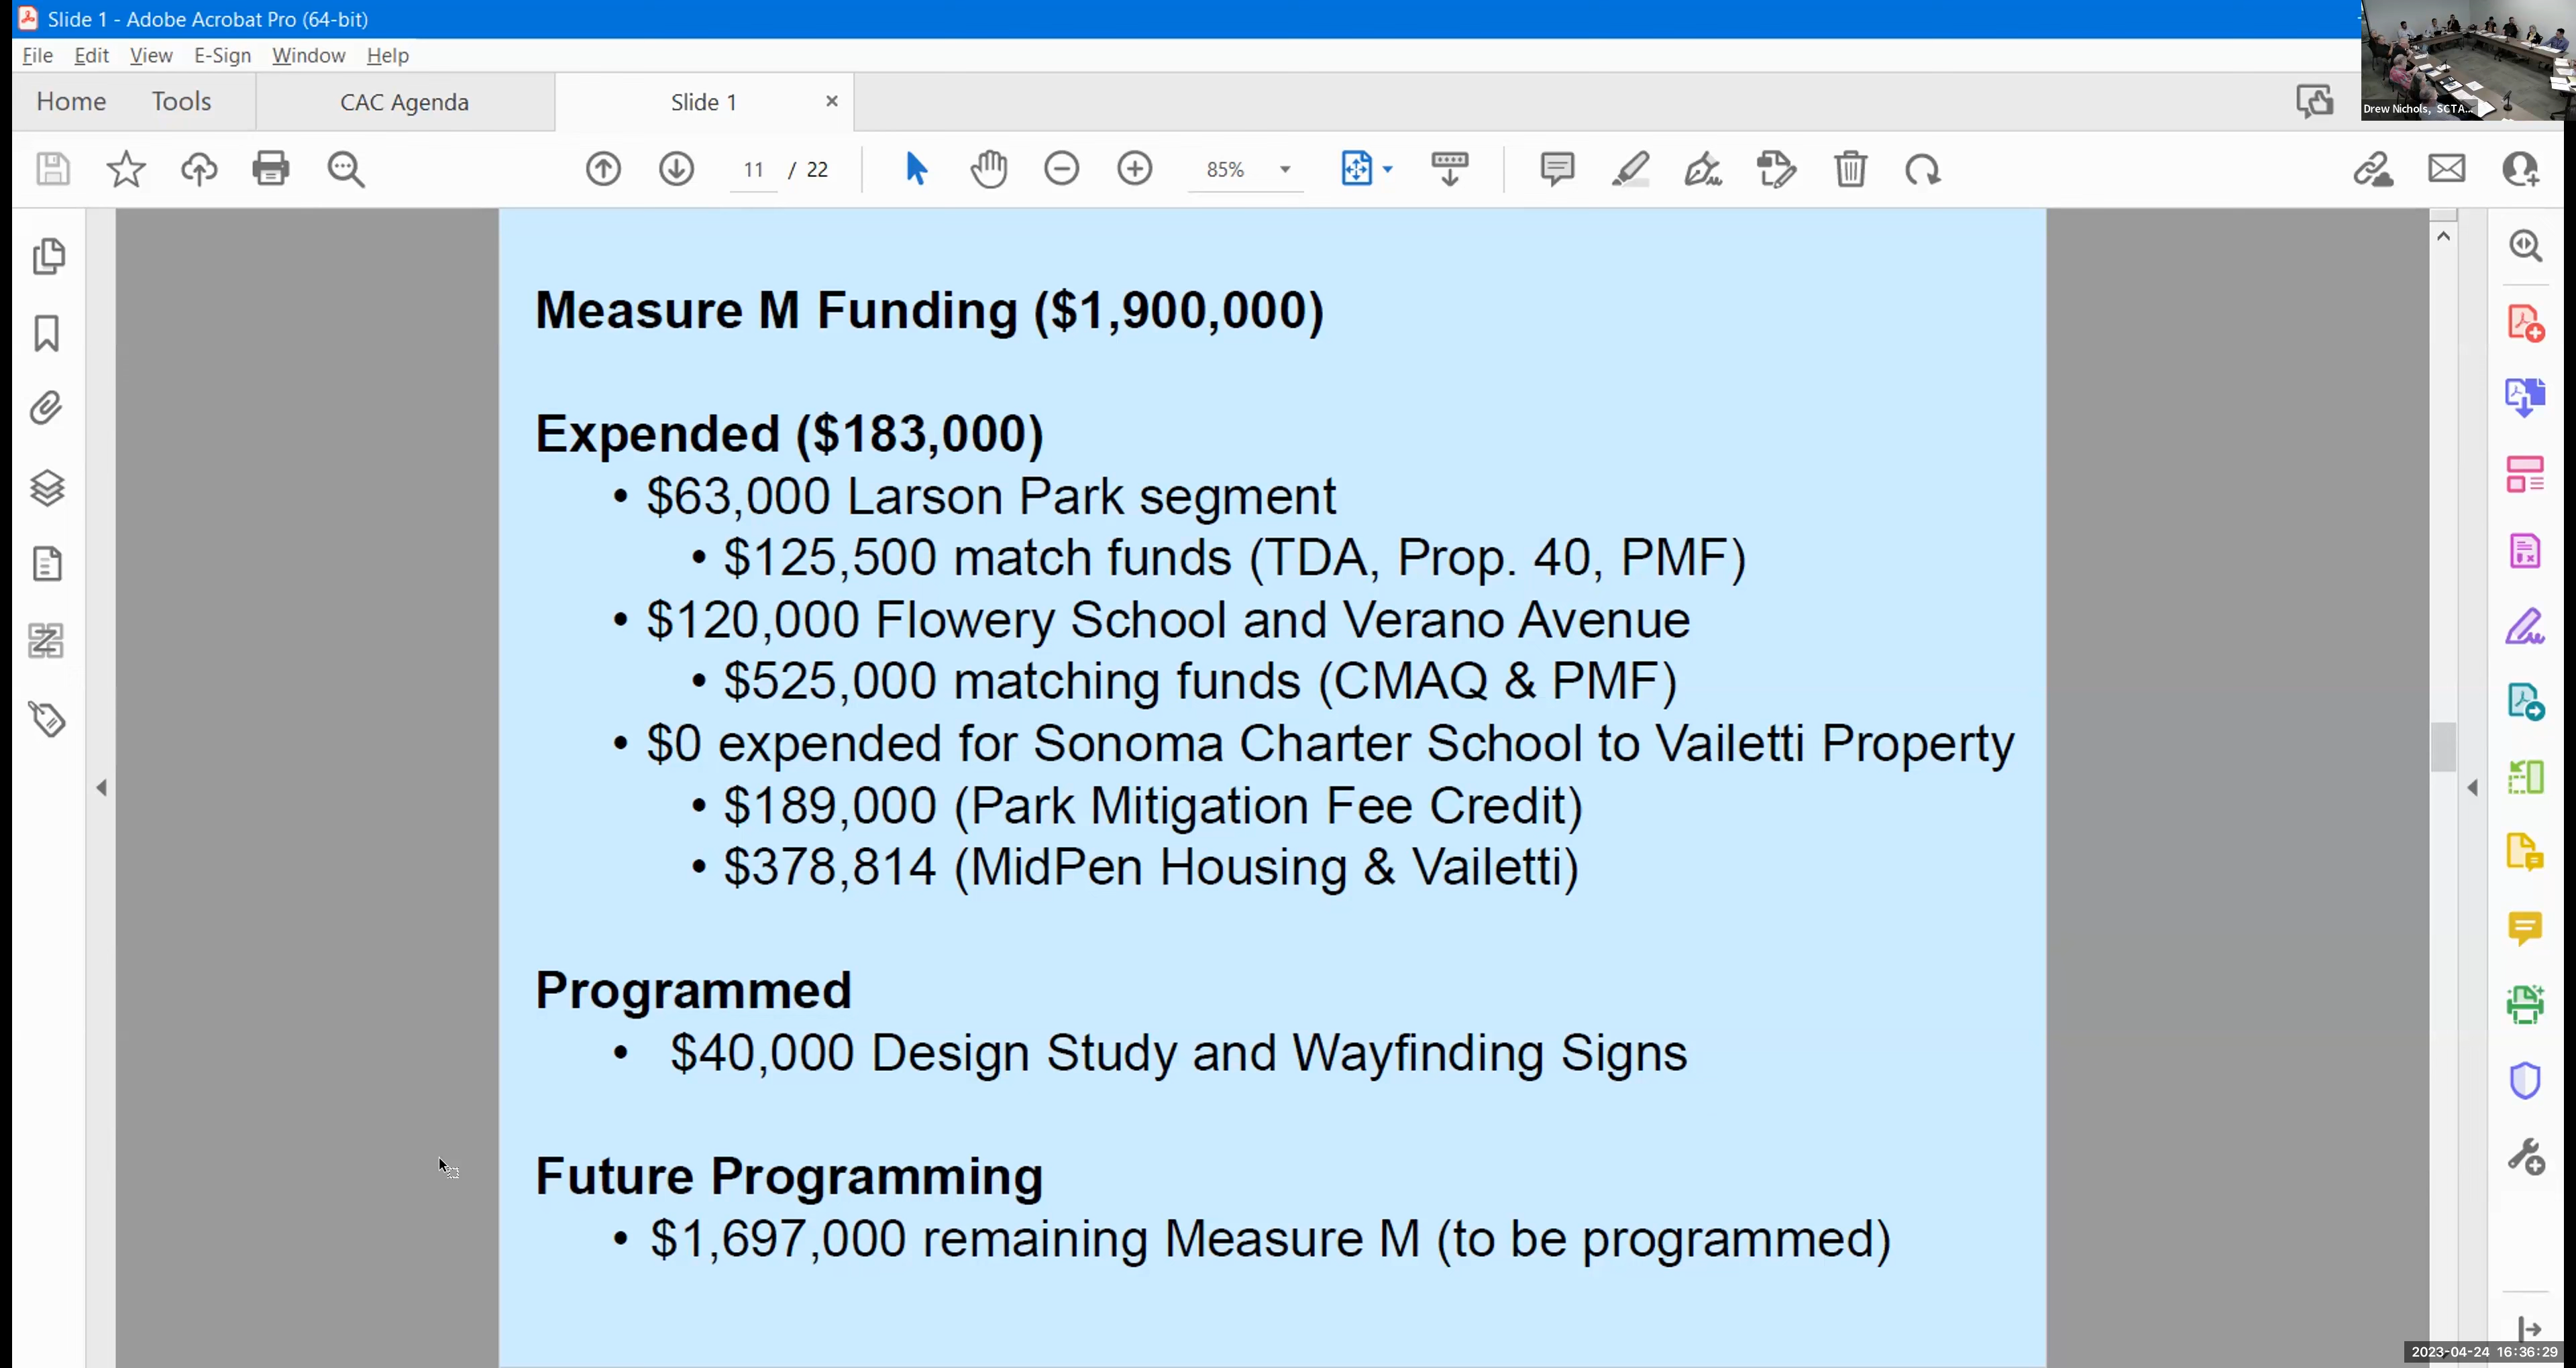 Slide 1 - Adobe Acrobat Pro (64-bit)
File Edit View E-Sign Window Help
Home Tools CAC Agenda Slide 1 ×
11 / 22 85%
Drew Nichols, SCTA...
Measure M Funding ($1,900,000)
Expended ($183,000)
• $63,000 Larson Park segment
• $125,500 match funds (TDA, Prop. 40, PMF)
• $120,000 Flowery School and Verano Avenue
• $525,000 matching funds (CMAQ & PMF)
• $0 expended for Sonoma Charter School to Vailetti Property
• $189,000 (Park Mitigation Fee Credit)
• $378,814 (MidPen Housing & Vailetti)
Programmed
• $40,000 Design Study and Wayfinding Signs
Future Programming
• $1,697,000 remaining Measure M (to be programmed)
2023-04-24 16:36:29